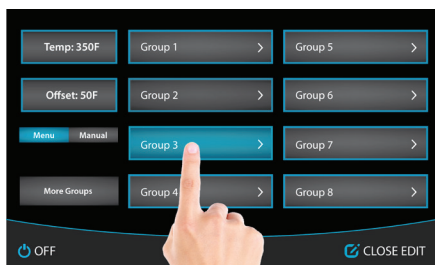 Temp: 350F
Group 1
Group 5
Offset: 50F
Group 2
Group 6
Menu
Manual
Group 3
Group 7
More Groups
Group 4
Group 8
OFF
CLOSE EDIT